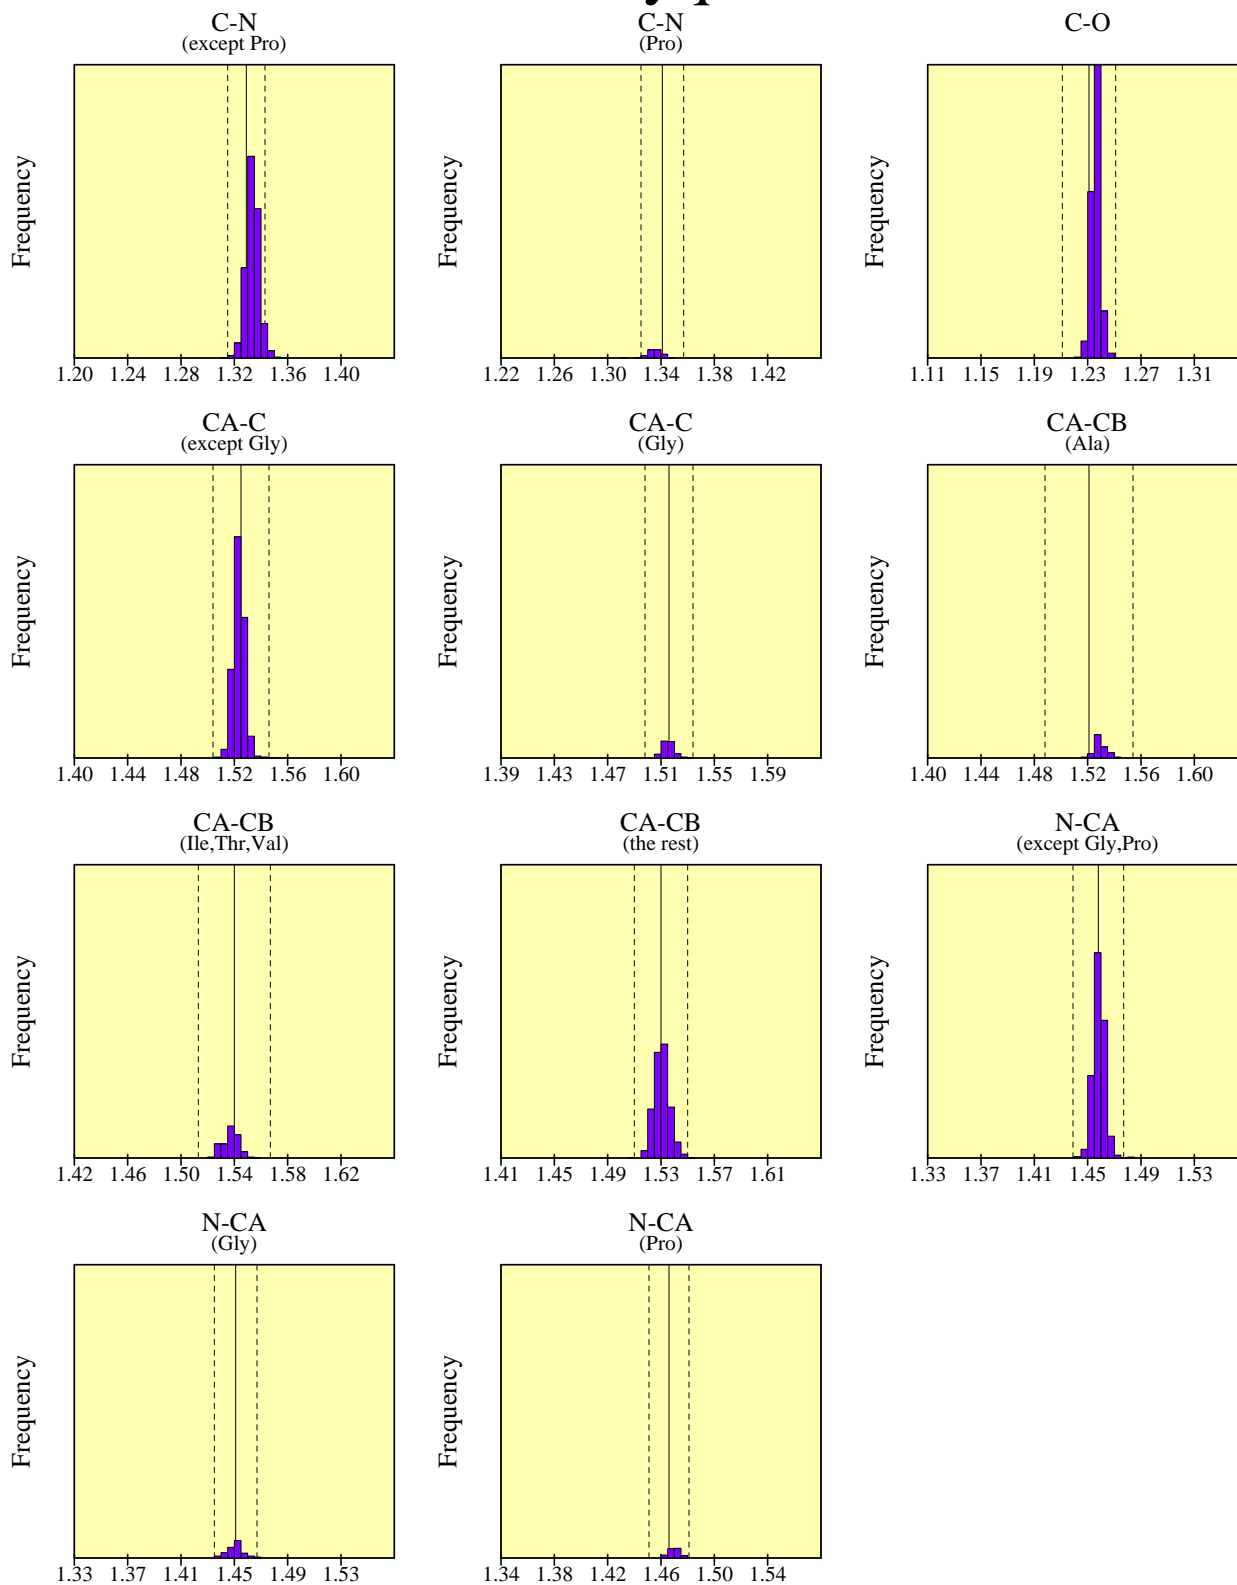 C-N
(except Pro)
C-N
(Pro)
C-O
Frequency
Frequency
Frequency
1.20 1.24 1.28 1.32 1.36 1.40
1.22 1.26 1.30 1.34 1.38 1.42
1.11 1.15 1.19 1.23 1.27 1.31
CA-C
(except Gly)
CA-C
(Gly)
CA-CB
(Ala)
Frequency
Frequency
Frequency
1.40 1.44 1.48 1.52 1.56 1.60
1.39 1.43 1.47 1.51 1.55 1.59
1.40 1.44 1.48 1.52 1.56 1.60
CA-CB
(Ile,Thr,Val)
CA-CB
(the rest)
N-CA
(except Gly,Pro)
Frequency
Frequency
Frequency
1.42 1.46 1.50 1.54 1.58 1.62
1.41 1.45 1.49 1.53 1.57 1.61
1.33 1.37 1.41 1.45 1.49 1.53
N-CA
(Gly)
N-CA
(Pro)
Frequency
Frequency
1.33 1.37 1.41 1.45 1.49 1.53
1.34 1.38 1.42 1.46 1.50 1.54